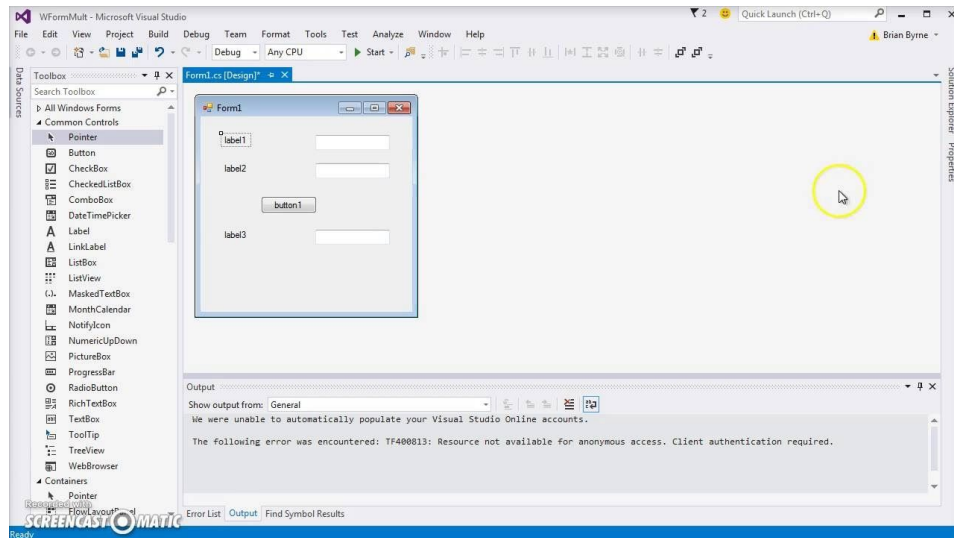 WFormMult - Microsoft Visual Studio
2
Quick Launch (Ctrl+Q)
File Edit View Project Build Debug Team Format Tools Test Analyze Window Help
Brian Byrne
Debug Any CPU Start
Data Sources
Toolbox
Search Toolbox
All Windows Forms
Common Controls
Pointer
Button
CheckBox
CheckedListBox
ComboBox
DateTimePicker
Label
LinkLabel
ListBox
ListView
MaskedTextBox
MonthCalendar
NotifyIcon
NumericUpDown
PictureBox
ProgressBar
RadioButton
RichTextBox
TextBox
ToolTip
TreeView
WebBrowser
Containers
Pointer
Form1.cs [Design]*
Form1
label1
label2
button1
label3
Solution Explorer
Properties
Output
Show output from: General
We were unable to automatically populate your Visual Studio Online accounts.
The following error was encountered: TF400813: Resource not available for anonymous access. Client authentication required.
Error List Output Find Symbol Results
Recorded with
SCREENCAST-O-MATIC
Ready